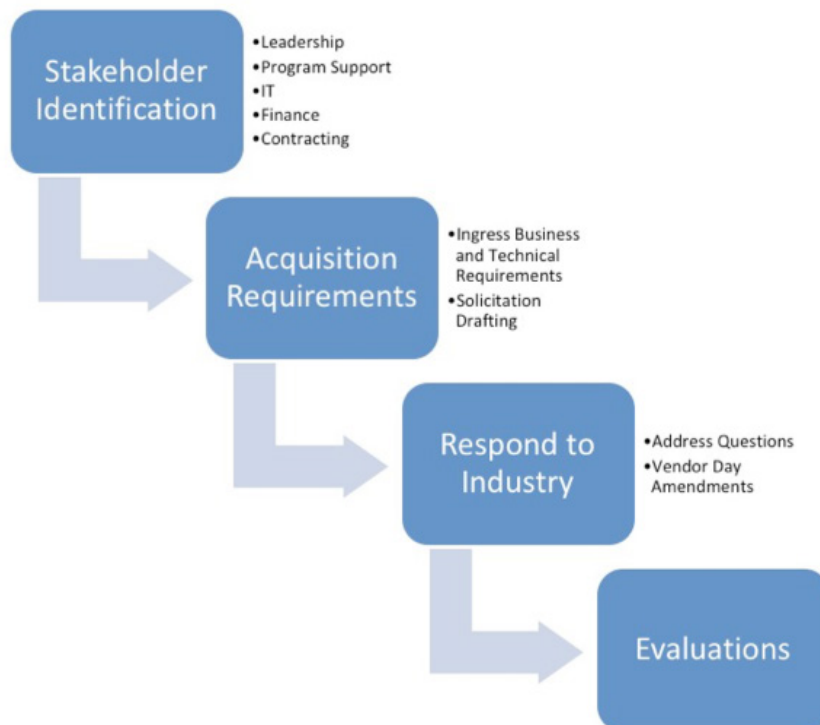 Stakeholder
Identification
•Leadership
•Program Support
•IT
•Finance
•Contracting
Acquisition
Requirements
•Ingress Business
and Technical
Requirements
•Solicitation
Drafting
Respond to
Industry
•Address Questions
•Vendor Day
Amendments
Evaluations